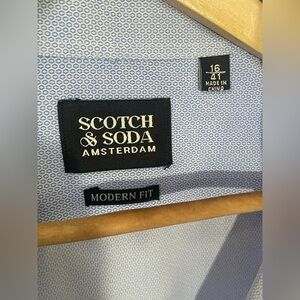 16
41
MADE IN
CHINA
SCOTCH
& SODA
AMSTERDAM
MODERN FIT